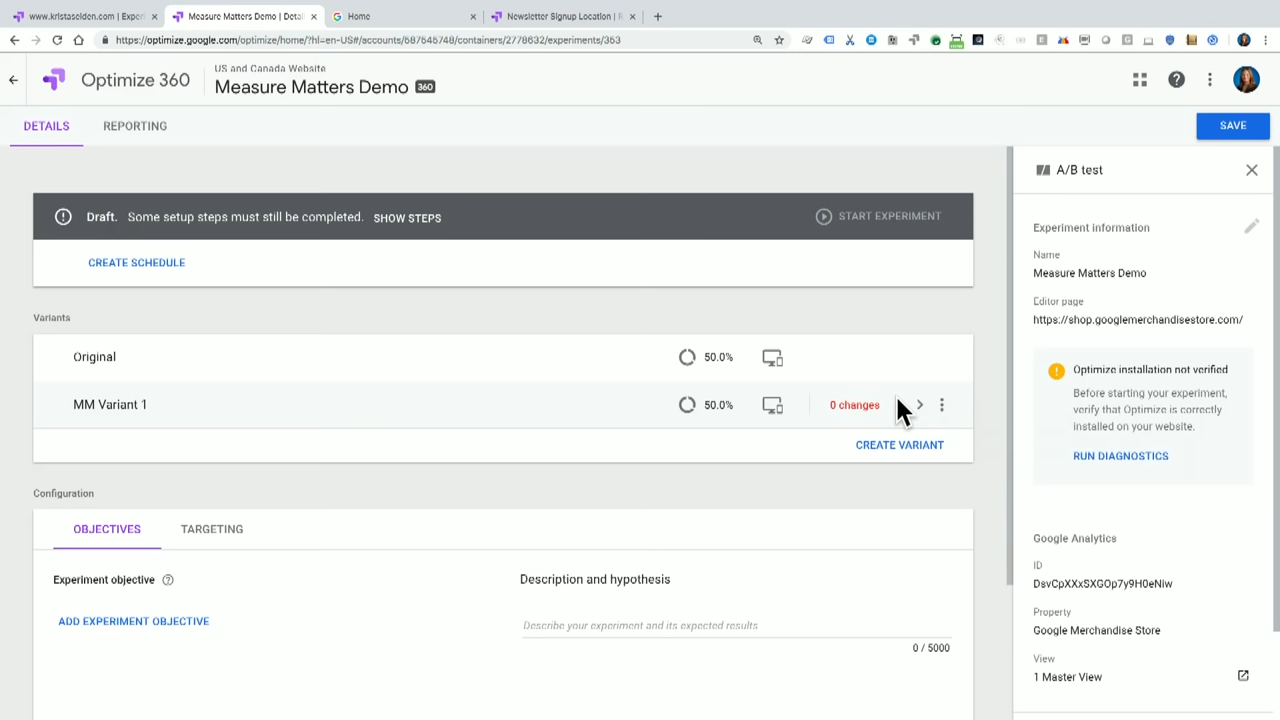 www.kristaseiden.com | Experi
Measure Matters Demo | Detai
Home
Newsletter Signup Location | R
https://optimize.google.com/optimize/home/?hl=en-US#/accounts/587545748/containers/2778632/experiments/353
Optimize 360
US and Canada Website
Measure Matters Demo 360
DETAILS
REPORTING
SAVE
Draft. Some setup steps must still be completed. SHOW STEPS
START EXPERIMENT
CREATE SCHEDULE
Variants
Original
50.0%
MM Variant 1
50.0%
0 changes
CREATE VARIANT
Configuration
OBJECTIVES
TARGETING
Experiment objective
ADD EXPERIMENT OBJECTIVE
Description and hypothesis
Describe your experiment and its expected results
0 / 5000
A/B test
Experiment information
Name
Measure Matters Demo
Editor page
https://shop.googlemerchandisestore.com/
Optimize installation not verified
Before starting your experiment,
verify that Optimize is correctly
installed on your website.
RUN DIAGNOSTICS
Google Analytics
ID
DsvCpXXxSXGOp7y9H0eNiw
Property
Google Merchandise Store
View
1 Master View